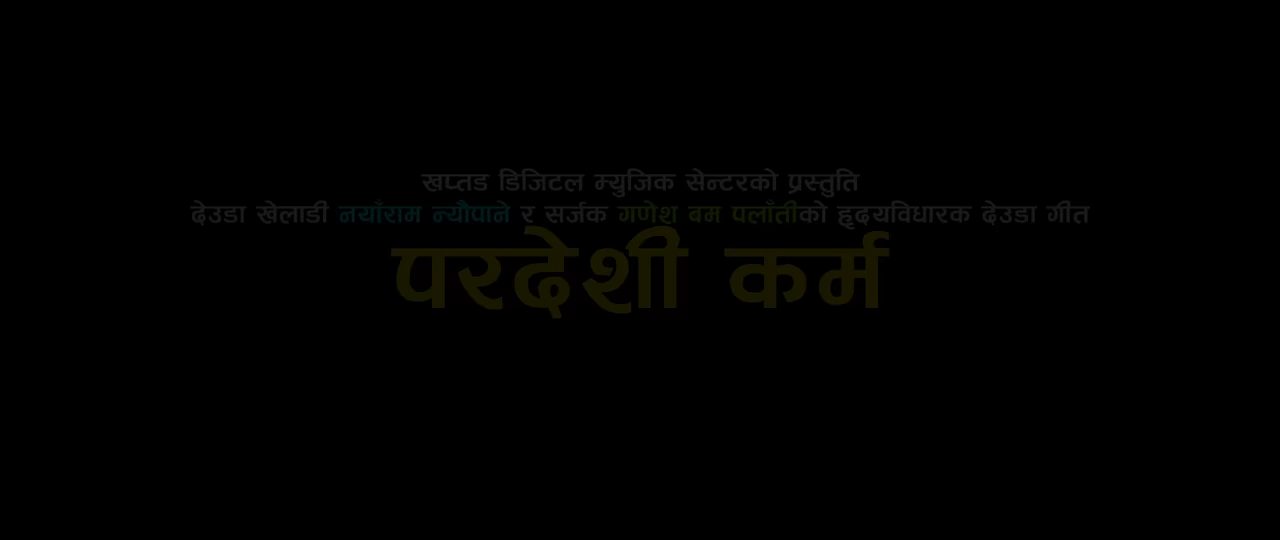 खप्तड डिजिटल म्युजिक सेन्टरको प्रस्तुति
देउडा खेलाडी नयाँराम न्यौपाने र सर्जक गणेश बम पलाँतीको हृदयविधारक देउडा गीत
परदेशी कर्म